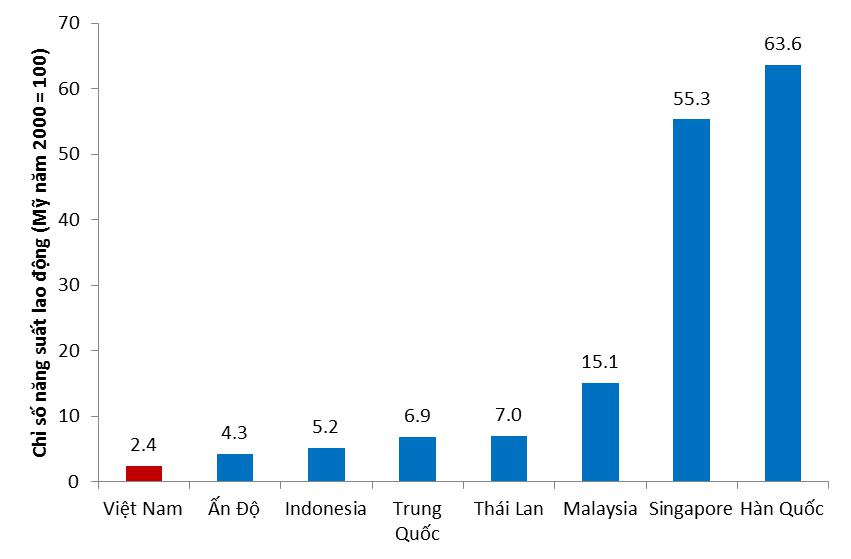 Chỉ số năng suất lao động (Mỹ năm 2000 = 100)
70
60
50
40
30
20
10
0
2.4
4.3
5.2
6.9
7.0
15.1
55.3
63.6
Việt Nam
Ấn Độ
Indonesia
Trung
Quốc
Thái Lan
Malaysia
Singapore
Hàn Quốc